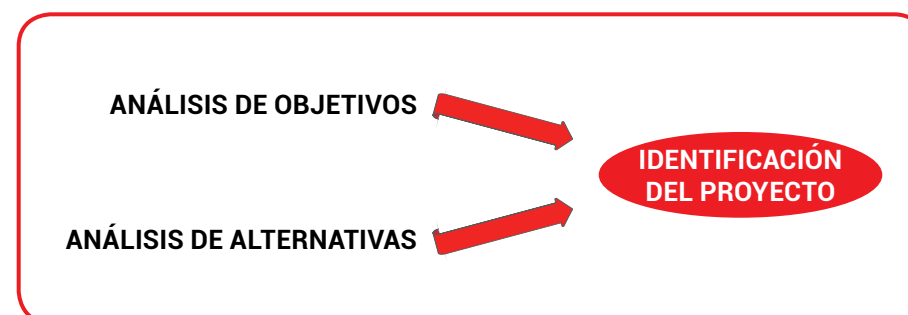 ANÁLISIS DE OBJETIVOS
IDENTIFICACIÓN
DEL PROYECTO
ANÁLISIS DE ALTERNATIVAS